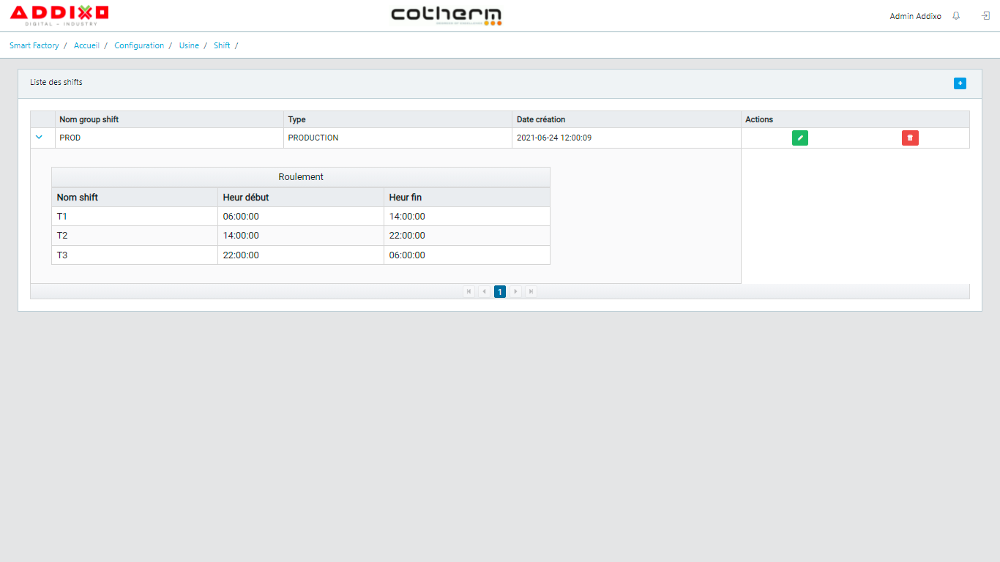 ADDIXO
DIGITAL - INDUSTRY
cotherm
Admin Addixo
Smart Factory / Accueil / Configuration / Usine / Shift /
Liste des shifts
Nom group shift Type Date création Actions
PROD PRODUCTION 2021-06-24 12:00:09
Roulement
Nom shift Heur début Heur fin
T1 06:00:00 14:00:00
T2 14:00:00 22:00:00
T3 22:00:00 06:00:00
1